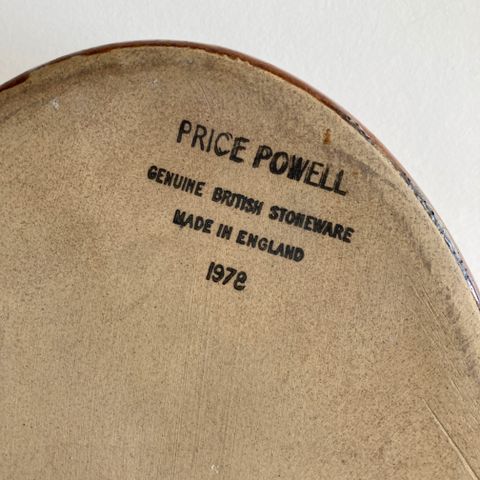 PRICE POWELL
GENUINE BRITISH STONEWARE
MADE IN ENGLAND
1978